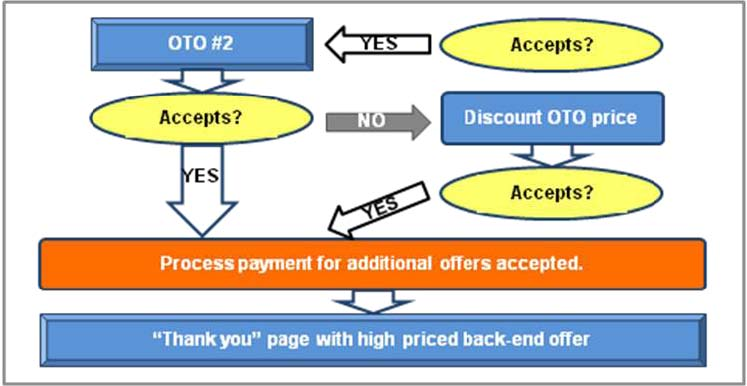 OTO #2
YES
Accepts?
Accepts?
NO
Discount OTO price
YES
Accepts?
YES
Process payment for additional offers accepted.
“Thank you” page with high priced back-end offer